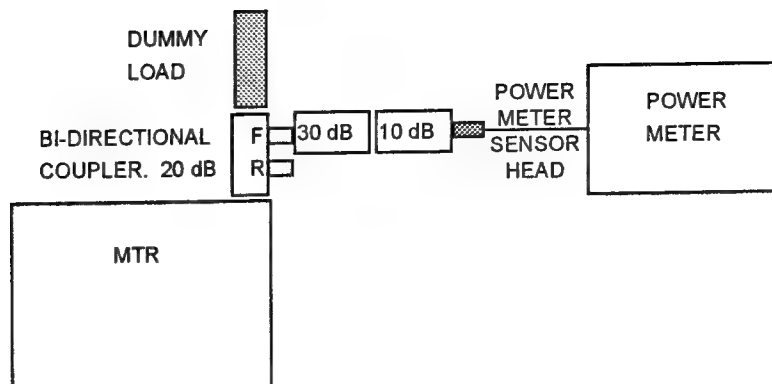 DUMMY
LOAD
BI-DIRECTIONAL
COUPLER. 20 dB
F
R
30 dB
10 dB
POWER
METER
SENSOR
HEAD
POWER
METER
MTR